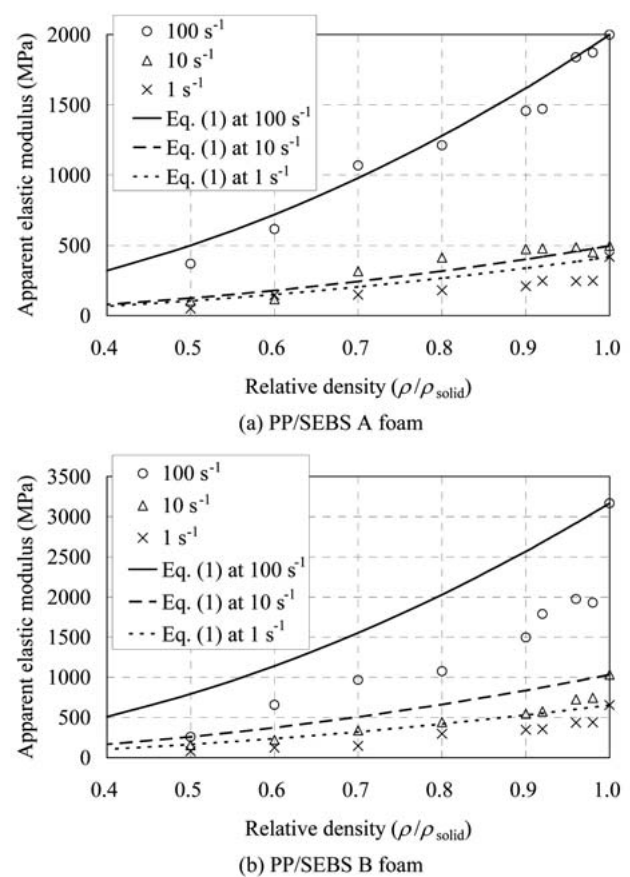 2000
1500
1000
500
0
Apparent elastic modulus (MPa)
100 s⁻¹
10 s⁻¹
1 s⁻¹
Eq. (1) at 100 s⁻¹
Eq. (1) at 10 s⁻¹
Eq. (1) at 1 s⁻¹
0.4 0.5 0.6 0.7 0.8 0.9 1.0
Relative density (ρ/ρsolid)
(a) PP/SEBS A foam
3500
3000
2500
2000
1500
1000
500
0
Apparent elastic modulus (MPa)
100 s⁻¹
10 s⁻¹
1 s⁻¹
Eq. (1) at 100 s⁻¹
Eq. (1) at 10 s⁻¹
Eq. (1) at 1 s⁻¹
0.4 0.5 0.6 0.7 0.8 0.9 1.0
Relative density (ρ/ρsolid)
(b) PP/SEBS B foam